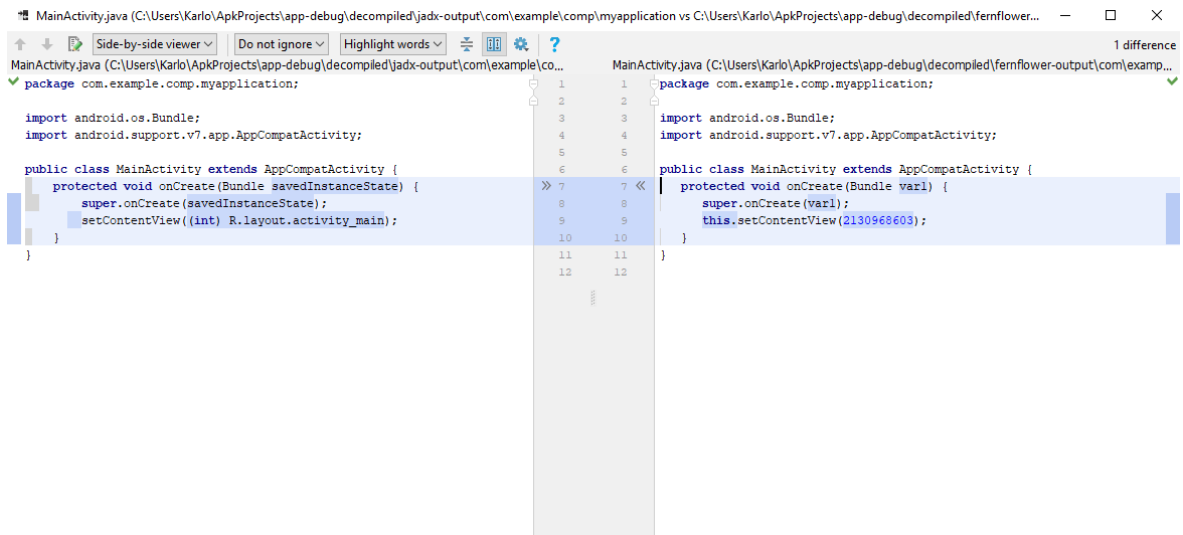 MainActivity.java (C:\Users\Karlo\ApkProjects\app-debug\decompiled\jadx-output\com\example\comp\myapplication vs C:\Users\Karlo\ApkProjects\app-debug\decompiled\fernflower...
Side-by-side viewer Do not ignore Highlight words ? 1 difference
MainActivity.java (C:\Users\Karlo\ApkProjects\app-debug\decompiled\jadx-output\com\example\co...
package com.example.comp.myapplication;
import android.os.Bundle;
import android.support.v7.app.AppCompatActivity;
public class MainActivity extends AppCompatActivity {
protected void onCreate(Bundle savedInstanceState) {
super.onCreate(savedInstanceState);
setContentView((int) R.layout.activity_main);
}
}
1 1
2 2
3 3
4 4
5 5
6 6
» 7 7 «
8 8
9 9
10 10
11 11
12 12
MainActivity.java (C:\Users\Karlo\ApkProjects\app-debug\decompiled\fernflower-output\com\examp...
package com.example.comp.myapplication;
import android.os.Bundle;
import android.support.v7.app.AppCompatActivity;
public class MainActivity extends AppCompatActivity {
protected void onCreate(Bundle var1) {
super.onCreate(var1);
this.setContentView(2130968603);
}
}